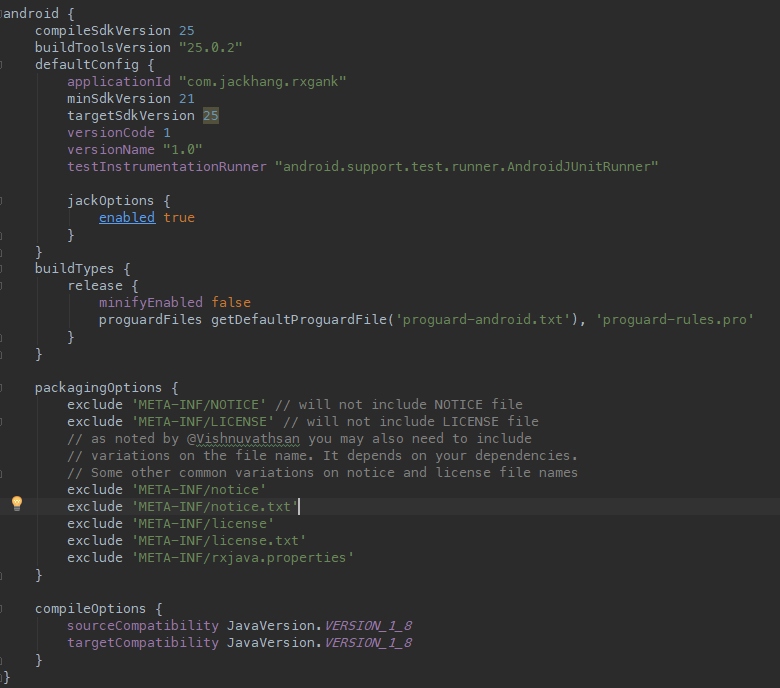 android {
    compileSdkVersion 25
    buildToolsVersion "25.0.2"
    defaultConfig {
        applicationId "com.jackhang.rxgank"
        minSdkVersion 21
        targetSdkVersion 25
        versionCode 1
        versionName "1.0"
        testInstrumentationRunner "android.support.test.runner.AndroidJUnitRunner"

        jackOptions {
            enabled true
        }
    }
    buildTypes {
        release {
            minifyEnabled false
            proguardFiles getDefaultProguardFile('proguard-android.txt'), 'proguard-rules.pro'
        }
    }

    packagingOptions {
        exclude 'META-INF/NOTICE' // will not include NOTICE file
        exclude 'META-INF/LICENSE' // will not include LICENSE file
        // as noted by @Vishnuvathsan you may also need to include
        // variations on the file name. It depends on your dependencies.
        // Some other common variations on notice and license file names
        exclude 'META-INF/notice'
        exclude 'META-INF/notice.txt'
        exclude 'META-INF/license'
        exclude 'META-INF/license.txt'
        exclude 'META-INF/rxjava.properties'
    }

    compileOptions {
        sourceCompatibility JavaVersion.VERSION_1_8
        targetCompatibility JavaVersion.VERSION_1_8
    }
}